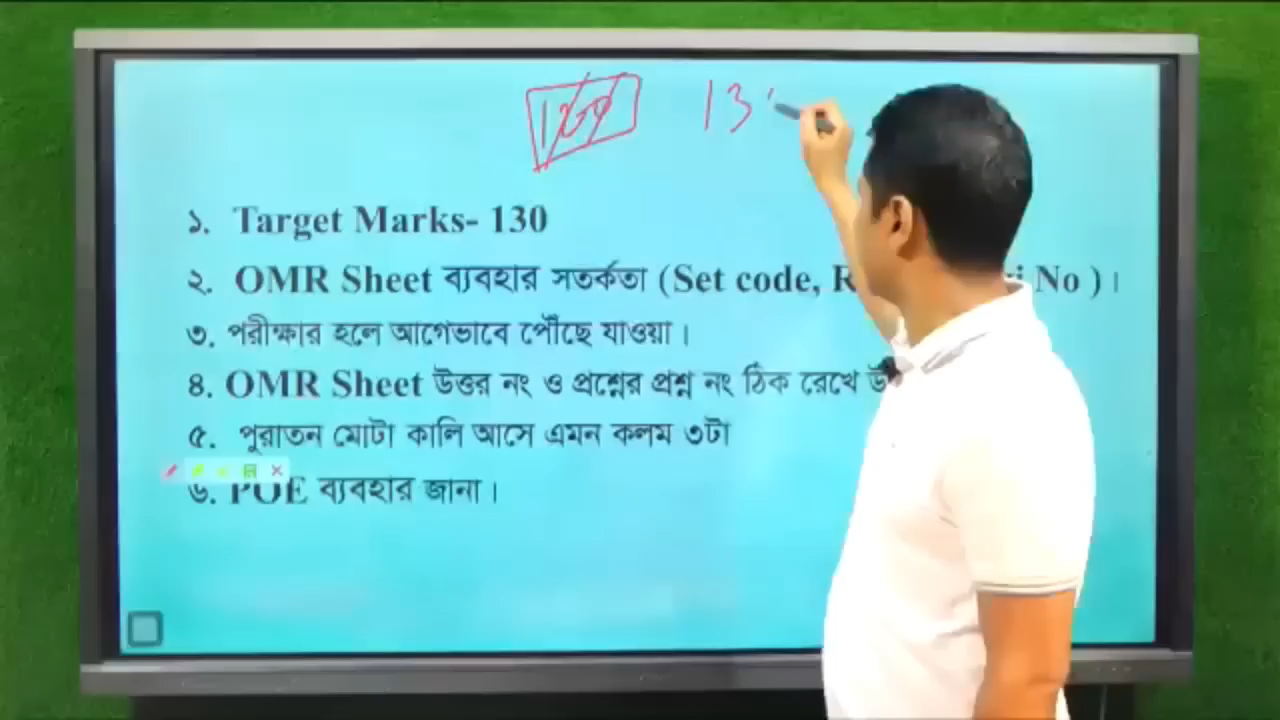 13
১. Target Marks- 130
২. OMR Sheet ব্যবহার সতর্কতা (Set code, No ) ।
৩. পরীক্ষার হলে আগেভাবে পৌঁছে যাওয়া ।
৪. OMR Sheet উত্তর নং ও প্রশ্নের প্রশ্ন নং ঠিক রেখে
৫. পুরাতন মোটা কালি আসে এমন কলম ৩টা
৬. POE ব্যবহার জানা ।